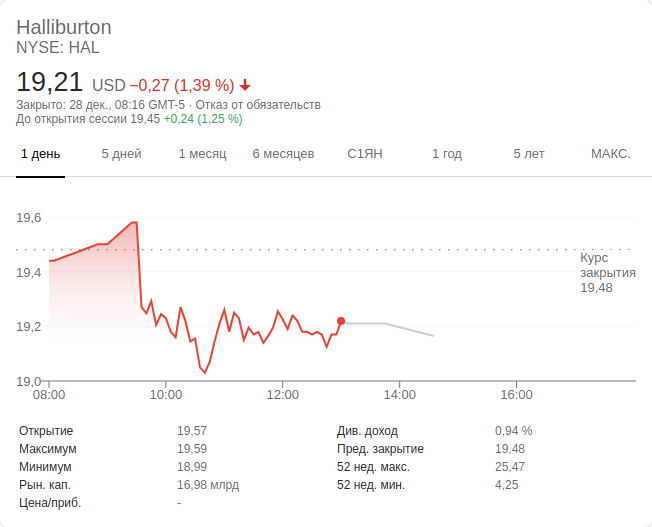 Halliburton
NYSE: HAL
19,21 USD −0,27 (1,39 %)
Закрыто: 28 дек., 08:16 GMT-5 · Отказ от обязательств
До открытия сессии 19,45 +0,24 (1,25 %)
1 день 5 дней 1 месяц 6 месяцев С1ЯН 1 год 5 лет МАКС.
19,6
Курс
закрытия
19,48
19,4
19,2
19,0
08:00 10:00 12:00 14:00 16:00
Открытие 19,57 Див. доход 0,94 %
Максимум 19,59 Пред. закрытие 19,48
Минимум 18,99 52 нед. макс. 25,47
Рын. кап. 16,98 млрд 52 нед. мин. 4,25
Цена/приб. -